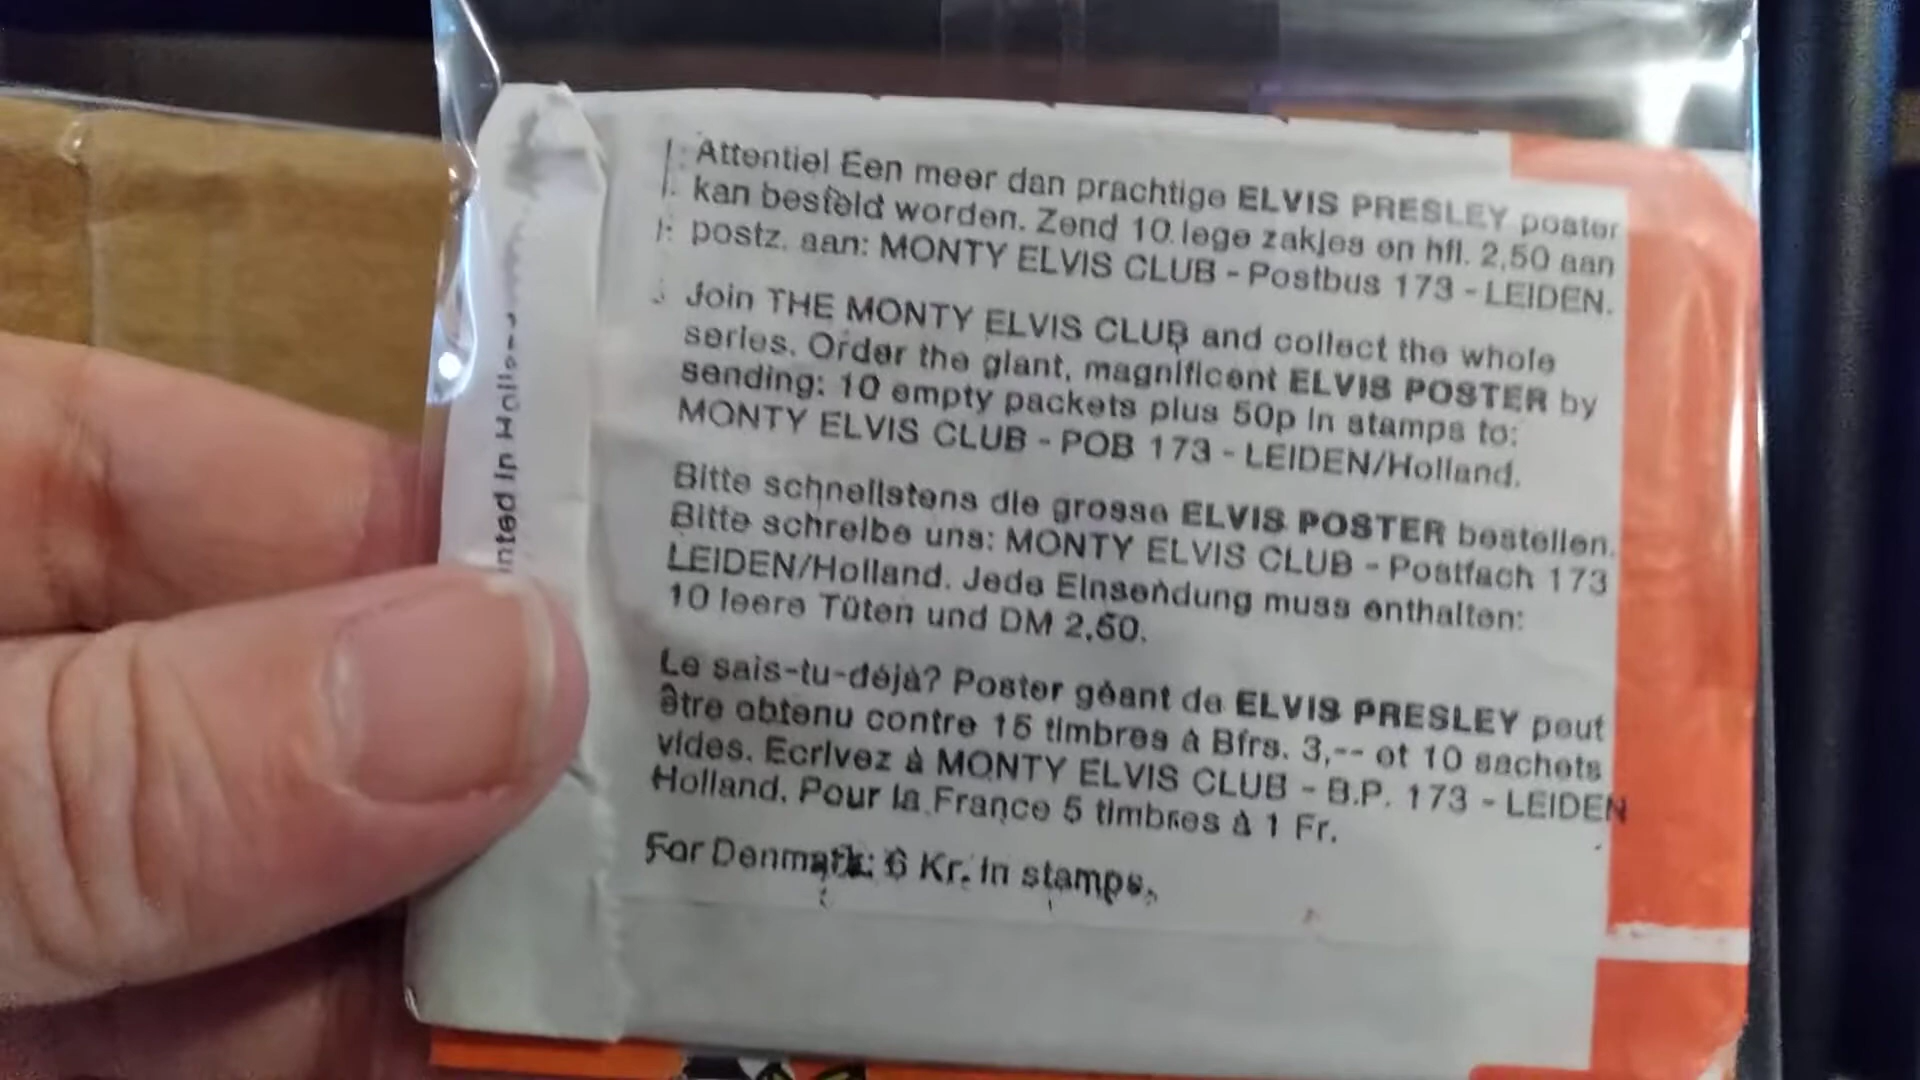 Attentie! Een meer dan prachtige ELVIS PRESLEY poster
kan besteld worden. Zend 10 lege zakjes en hfl. 2,50 aan
postz. aan: MONTY ELVIS CLUB - Postbus 173 - LEIDEN.
Join THE MONTY ELVIS CLUB and collect the whole
series. Order the giant, magnificent ELVIS POSTER by
sending: 10 empty packets plus 50p in stamps to:
MONTY ELVIS CLUB - POB 173 - LEIDEN/Holland.
Bitte schnellstens die grosse ELVIS POSTER bestellen.
Bitte schreibe uns: MONTY ELVIS CLUB - Postfach 173
LEIDEN/Holland. Jede Einsendung muss enthalten:
10 leere Tüten und DM 2,50.
Le sais-tu-déjà? Poster géant de ELVIS PRESLEY peut
être obtenu contre 15 timbres à Bfrs. 3,-- et 10 sachets
vides. Ecrivez à MONTY ELVIS CLUB - B.P. 173 - LEIDEN
Holland. Pour la France 5 timbres à 1 Fr.
For Denmark: 6 Kr. in stamps.
inted in